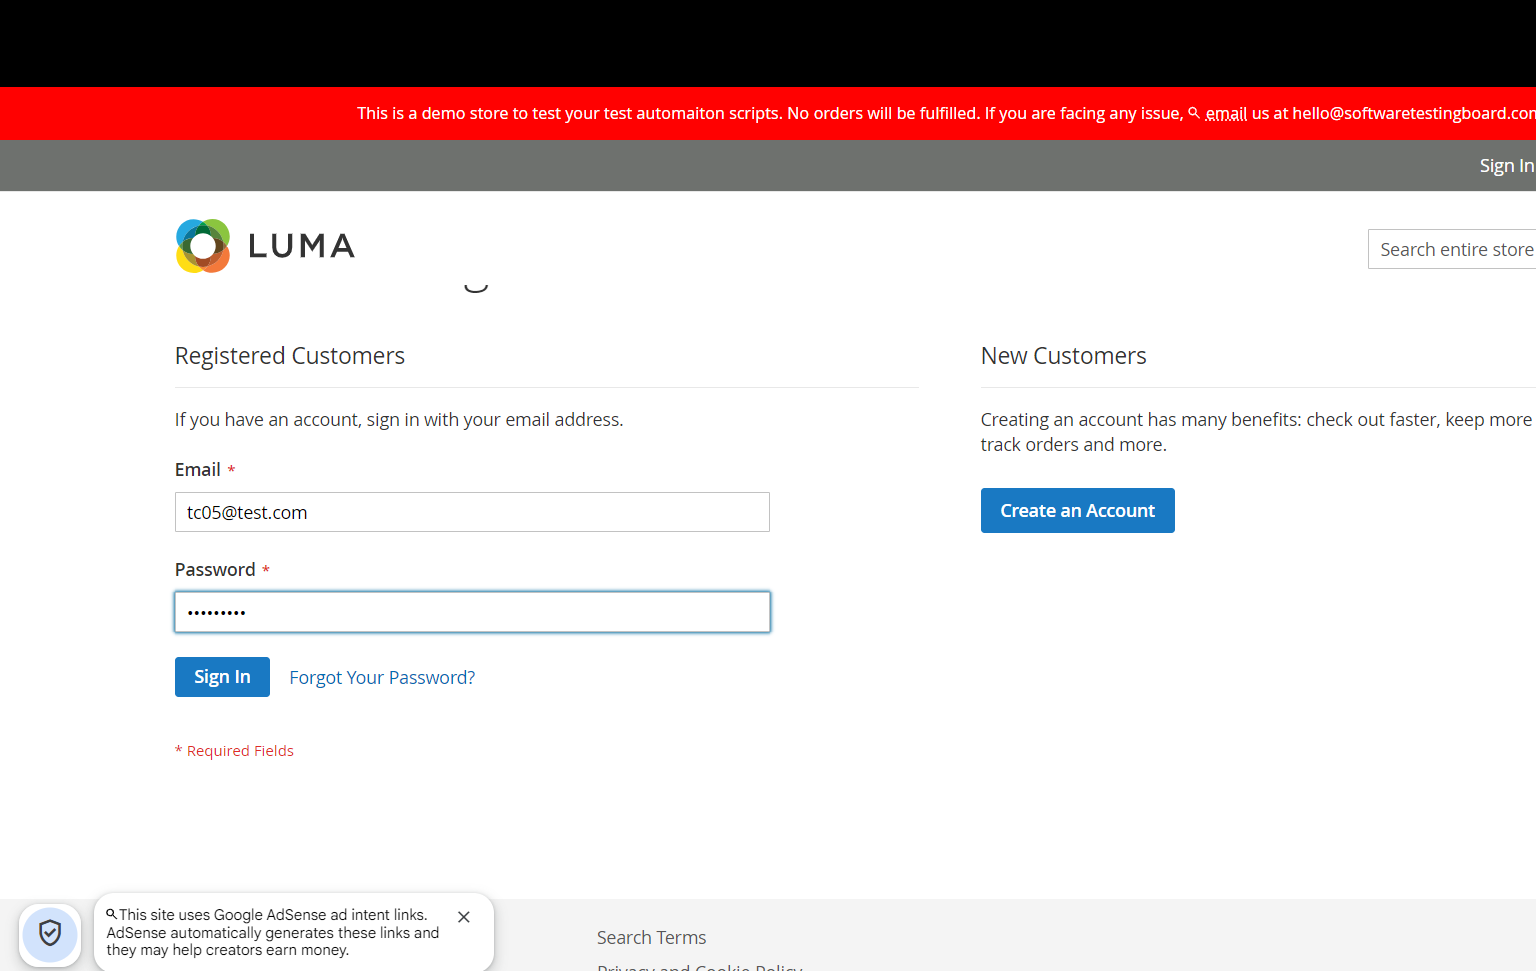 This is a demo store to test your test automaiton scripts. No orders will be fulfilled. If you are facing any issue, email us at hello@softwaretestingboard.com
Sign In
LUMA
Search entire store
Registered Customers
New Customers
If you have an account, sign in with your email address.
Creating an account has many benefits: check out faster, keep more
track orders and more.
Email *
tc05@test.com
Create an Account
Password *
•••••••••
Sign In
Forgot Your Password?
* Required Fields
This site uses Google AdSense ad intent links.
AdSense automatically generates these links and
they may help creators earn money.
Search Terms
Privacy and Cookie Policy